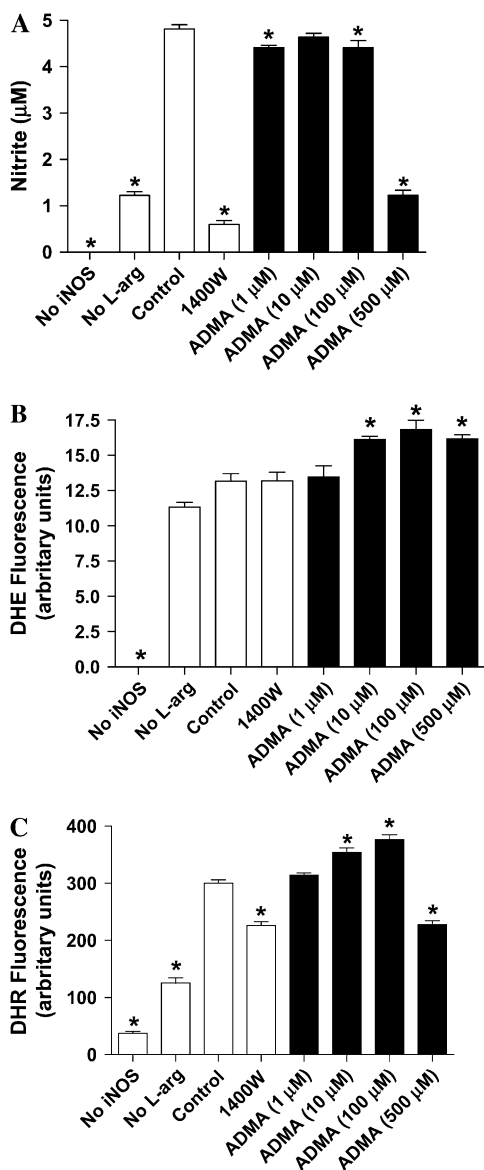 A
Nitrite (μM)
5
4
3
2
1
0
*
*
*
*
*
*
No iNOS
No L-arg
Control
1400W
ADMA (1 μM)
ADMA (10 μM)
ADMA (100 μM)
ADMA (500 μM)
B
DHE Fluorescence
(arbritary units)
17.5
15.0
12.5
10.0
7.5
5.0
2.5
0.0
*
*
*
*
No iNOS
No L-arg
Control
1400W
ADMA (1 μM)
ADMA (10 μM)
ADMA (100 μM)
ADMA (500 μM)
C
DHR Fluorescence
(arbritary units)
400
300
200
100
0
*
*
*
*
*
*
No iNOS
No L-arg
Control
1400W
ADMA (1 μM)
ADMA (10 μM)
ADMA (100 μM)
ADMA (500 μM)